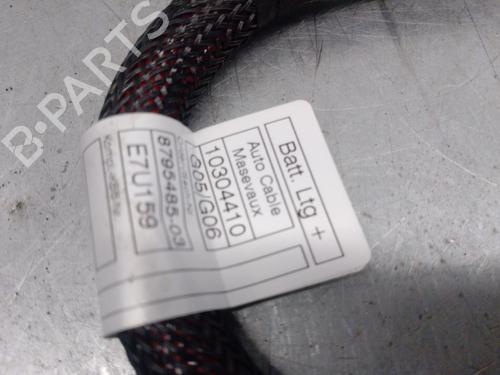 B-PARTS
Batt. Ltg +
Auto Cable
Masevaux
10304410
G05/G06
8795485-03
E7U159